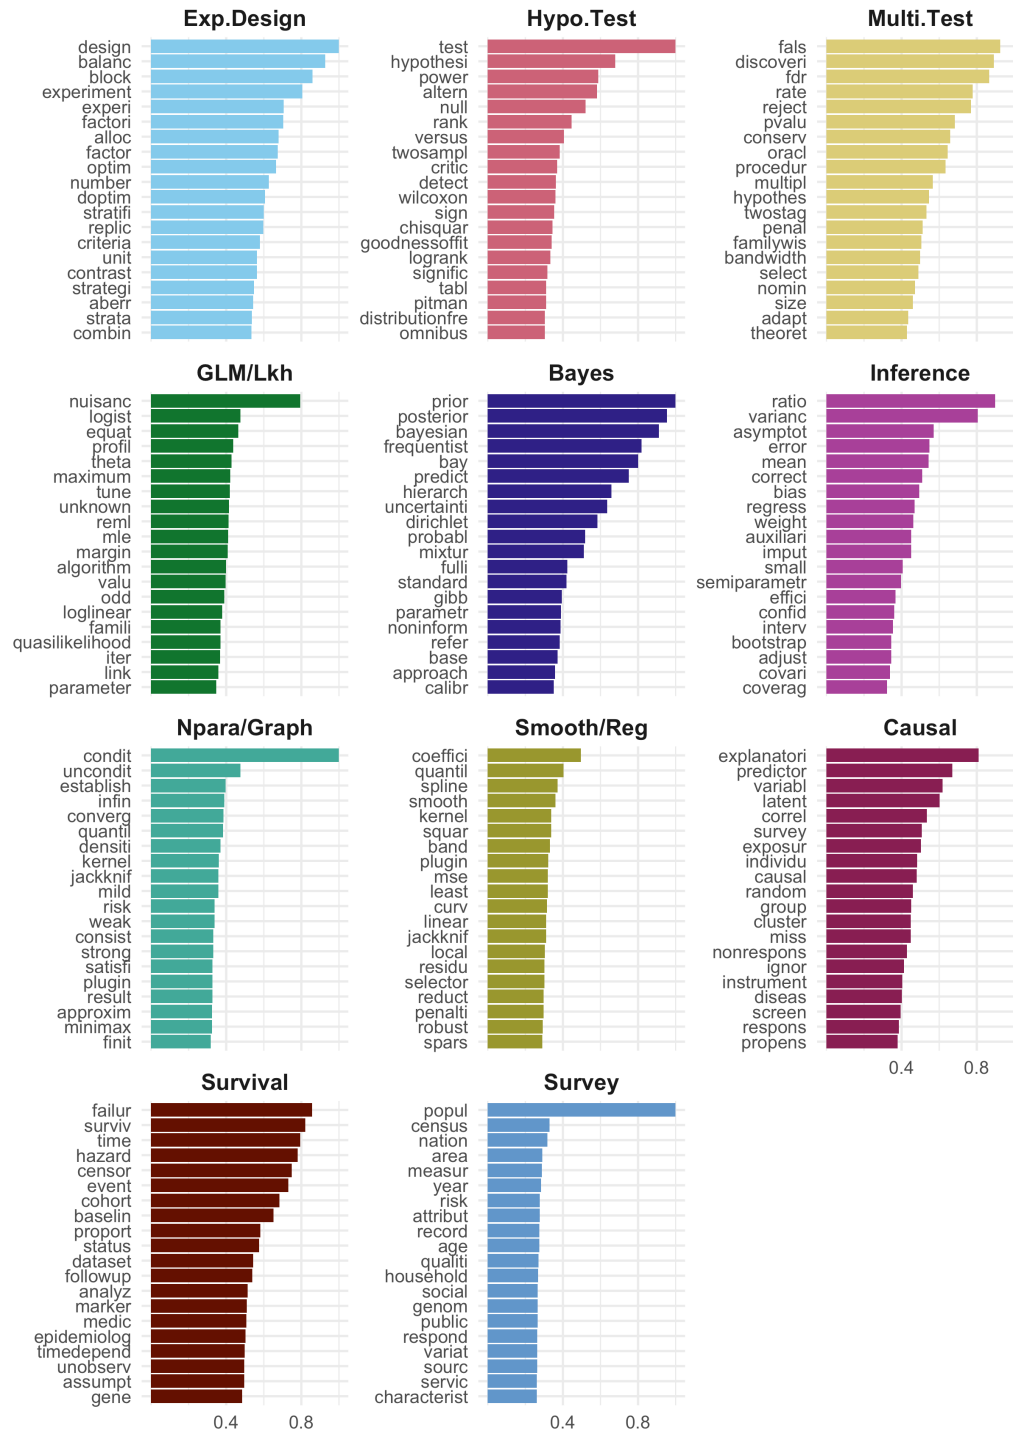 Exp.Design
design
balanc
block
experiment
experi
factori
alloc
factor
optim
number
doptim
stratifi
replic
criteria
unit
contrast
strategi
aberr
strata
combin
Hypo.Test
test
hypothesi
power
altern
null
rank
versus
twosampl
critic
detect
wilcoxon
sign
chisquar
goodnessoffit
logrank
signific
tabl
pitman
distributionfre
omnibus
Multi.Test
fals
discoveri
fdr
rate
reject
pvalu
conserv
oracl
procedur
multipl
hypothes
twostag
penal
familywis
bandwidth
select
nomin
size
adapt
theoret
GLM/Lkh
nuisanc
logist
equat
profil
theta
maximum
tune
unknown
reml
mle
margin
algorithm
valu
odd
loglinear
famili
quasilikelihood
iter
link
parameter
Bayes
prior
posterior
bayesian
frequentist
bay
predict
hierarch
uncertainti
dirichlet
probabl
mixtur
fulli
standard
gibb
parametr
noninform
refer
base
approach
calibr
Inference
ratio
varianc
asymptot
error
mean
correct
bias
regress
weight
auxiliari
imput
small
semiparametr
effici
confid
interv
bootstrap
adjust
covari
coverag
Npara/Graph
condit
uncondit
establish
infin
converg
quantil
densiti
kernel
jackknif
mild
risk
weak
consist
strong
satisfi
plugin
result
approxim
minimax
finit
Smooth/Reg
coeffici
quantil
spline
smooth
kernel
squar
band
plugin
mse
least
curv
linear
jackknif
local
residu
selector
reduct
penalti
robust
spars
Causal
explanatori
predictor
variabl
latent
correl
survey
exposur
individu
causal
random
group
cluster
miss
nonrespons
ignor
instrument
diseas
screen
respons
propens
0.4 0.8
Survival
failur
surviv
time
hazard
censor
event
cohort
baselin
proport
status
dataset
followup
analyz
marker
medic
epidemiolog
timedepend
unobserv
assumpt
gene
0.4 0.8
Survey
popul
census
nation
area
measur
year
risk
attribut
record
age
qualiti
household
social
genom
public
respond
variat
sourc
servic
characterist
0.4 0.8